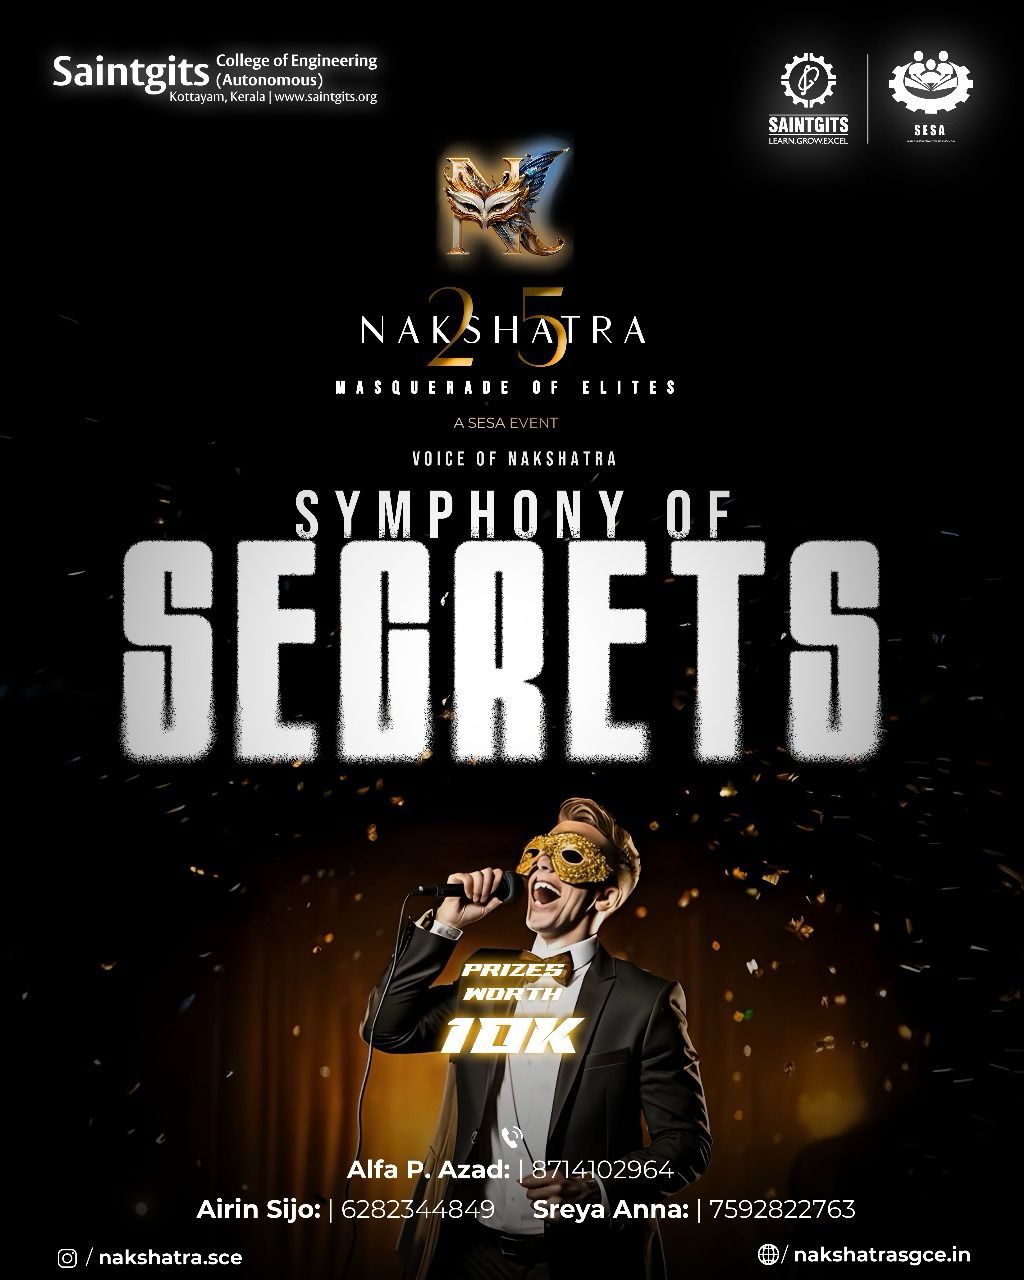 Saintgits College of Engineering
(Autonomous)
Kottayam, Kerala | www.saintgits.org
SAINTGITS
LEARN.GROW.EXCEL
SESA
N
25
NAKSHATRA
MASQUERADE OF ELITES
A SESA EVENT
VOICE OF NAKSHATRA
SYMPHONY OF
SECRETS
PRIZES
WORTH
10K
Alfa P. Azad: | 8714102964
Airin Sijo: | 6282344849 Sreya Anna: | 7592822763
/ nakshatra.sce
/ nakshatrasgce.in